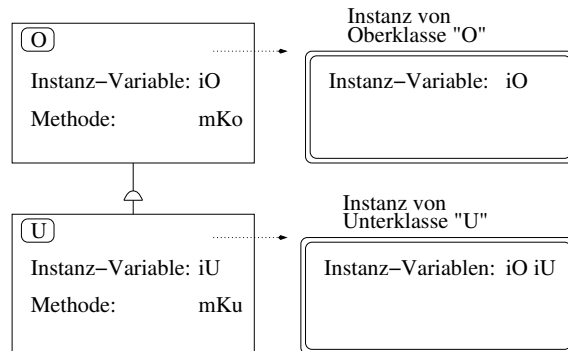 O
Instanz-Variable: iO
Methode: mKo
Instanz von
Oberklasse "O"
Instanz-Variable: iO
U
Instanz-Variable: iU
Methode: mKu
Instanz von
Unterklasse "U"
Instanz-Variablen: iO iU